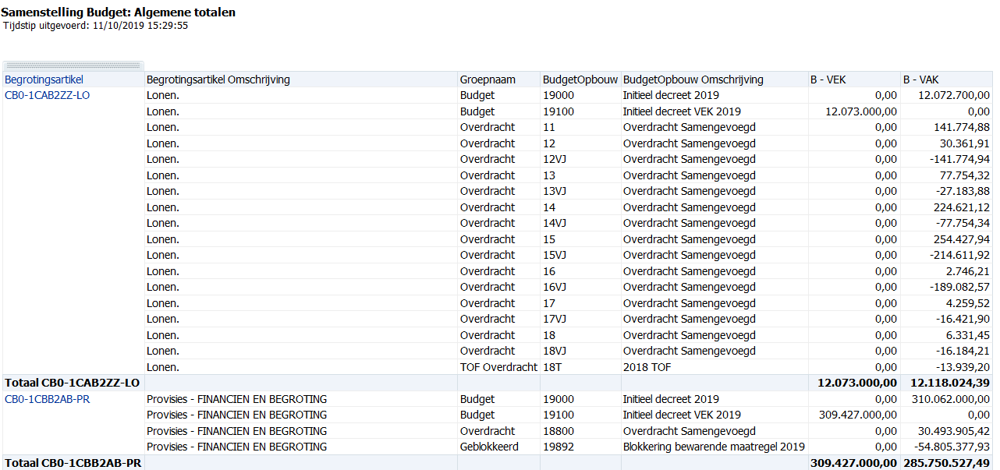 Samenstelling Budget: Algemene totalen
Tijdstip uitgevoerd: 11/10/2019 15:29:55
Begrotingsartikel Begrotingsartikel Omschrijving Groepnaam BudgetOpbouw BudgetOpbouw Omschrijving B - VEK B - VAK
CB0-1CAB2ZZ-LO Lonen. Budget 19000 Initieel decreet 2019 0,00 12.072.700,00
Lonen. Budget 19100 Initieel decreet VEK 2019 12.073.000,00 0,00
Lonen. Overdracht 11 Overdracht Samengevoegd 0,00 141.774,88
Lonen. Overdracht 12 Overdracht Samengevoegd 0,00 30.361,91
Lonen. Overdracht 12VJ Overdracht Samengevoegd 0,00 -141.774,94
Lonen. Overdracht 13 Overdracht Samengevoegd 0,00 77.754,32
Lonen. Overdracht 13VJ Overdracht Samengevoegd 0,00 -27.183,88
Lonen. Overdracht 14 Overdracht Samengevoegd 0,00 224.621,12
Lonen. Overdracht 14VJ Overdracht Samengevoegd 0,00 -77.754,34
Lonen. Overdracht 15 Overdracht Samengevoegd 0,00 254.427,94
Lonen. Overdracht 15VJ Overdracht Samengevoegd 0,00 -214.611,92
Lonen. Overdracht 16 Overdracht Samengevoegd 0,00 2.746,21
Lonen. Overdracht 16VJ Overdracht Samengevoegd 0,00 -189.082,57
Lonen. Overdracht 17 Overdracht Samengevoegd 0,00 4.259,52
Lonen. Overdracht 17VJ Overdracht Samengevoegd 0,00 -16.421,90
Lonen. Overdracht 18 Overdracht Samengevoegd 0,00 6.331,45
Lonen. Overdracht 18VJ Overdracht Samengevoegd 0,00 -16.184,21
Lonen. TOF Overdracht 18T 2018 TOF 0,00 -13.939,20
Totaal CB0-1CAB2ZZ-LO 12.073.000,00 12.118.024,39
CB0-1CBB2AB-PR Provisies - FINANCIEN EN BEGROTING Budget 19000 Initieel decreet 2019 0,00 310.062.000,00
Provisies - FINANCIEN EN BEGROTING Budget 19100 Initieel decreet VEK 2019 309.427.000,00 0,00
Provisies - FINANCIEN EN BEGROTING Overdracht 18800 Overdracht Samengevoegd 0,00 30.493.905,42
Provisies - FINANCIEN EN BEGROTING Geblokkeerd 19892 Blokkering bewarende maatregel 2019 0,00 -54.805.377,93
Totaal CB0-1CBB2AB-PR 309.427.000,00 285.750.527,49